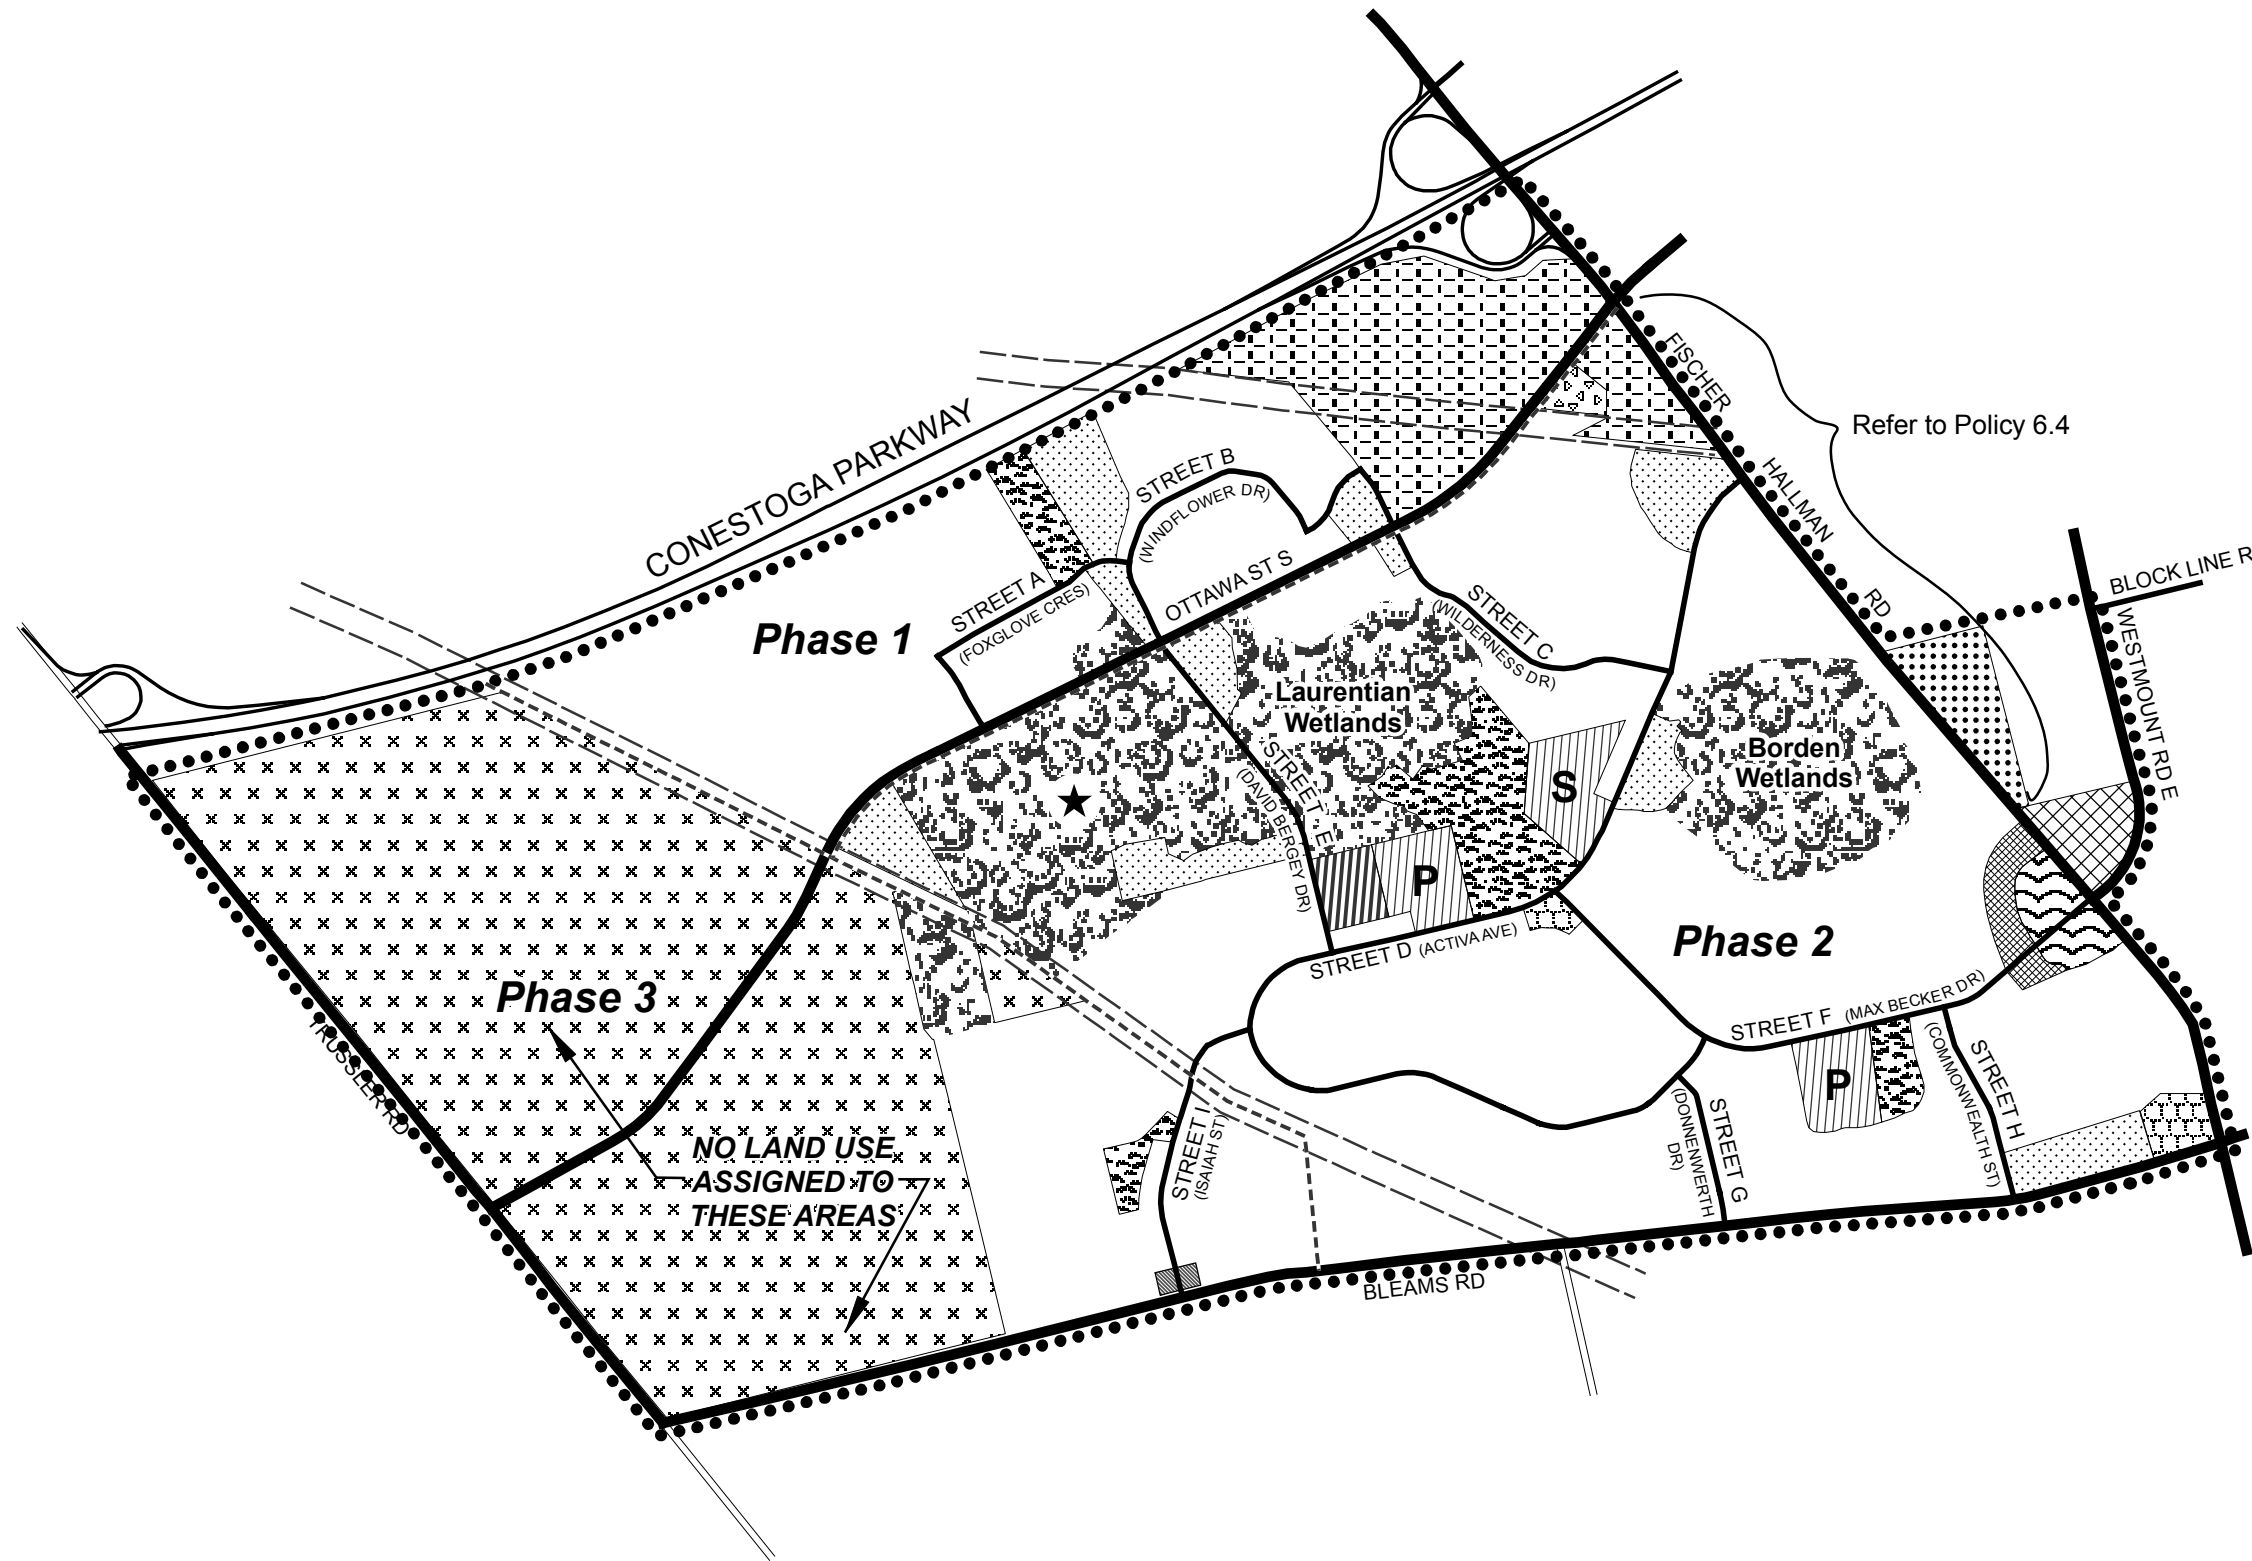 Refer to Policy 6.4
CONESTOGA PARKWAY
FISCHER
HALLMAN
RD
BLOCK LINE R
WESTMOUNT RD E
STREET B
(WINDFLOWER DR)
STREET A
(FOXGLOVE CRES)
OTTAWA ST S
Phase 1
STREET C
(WILDERNESS DR)
Laurentian
Wetlands
Borden
Wetlands
STREET E
(DAVID BERGEY DR)
S
P
STREET D (ACTIVA AVE)
Phase 2
Phase 3
TRUSSLER RD
STREET F (MAX BECKER DR)
P
STREET H
(COMMONWEALTH ST)
STREET G
(DONNENWERTH
DR)
STREET I
(ISAIAH ST)
NO LAND USE
ASSIGNED TO
THESE AREAS
BLEAMS RD